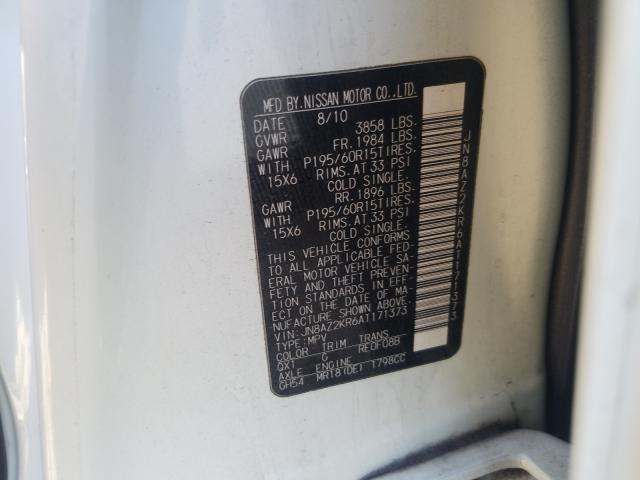 MFD BY.NISSAN MOTOR CO.,LTD.
DATE 8/10
GVWR 3858 LBS.
GAWR FR. 1984 LBS.
WITH P195/60R15TIRES.
15X6 RIMS. AT 33 PSI
COLD SINGLE.
GAWR RR. 1896 LBS.
WITH P195/60R15TIRES.
15X6 RIMS. AT 33 PSI
COLD SINGLE.
THIS VEHICLE CONFORMS
TO ALL APPLICABLE FED-
ERAL MOTOR VEHICLE SA-
FETY AND THEFT PREVEN-
TION STANDARDS IN EFF-
ECT ON THE DATE OF MA-
NUFACTURE SHOWN ABOVE.
VIN: JN8AZ2KR6AT171373
TYPE: MPV
COLOR TRIM TRANS
QX1 G RE0F08B
AXLE ENGINE
GH54 MR18(DE) 1798CC
JN8AZ2KR6AT171373